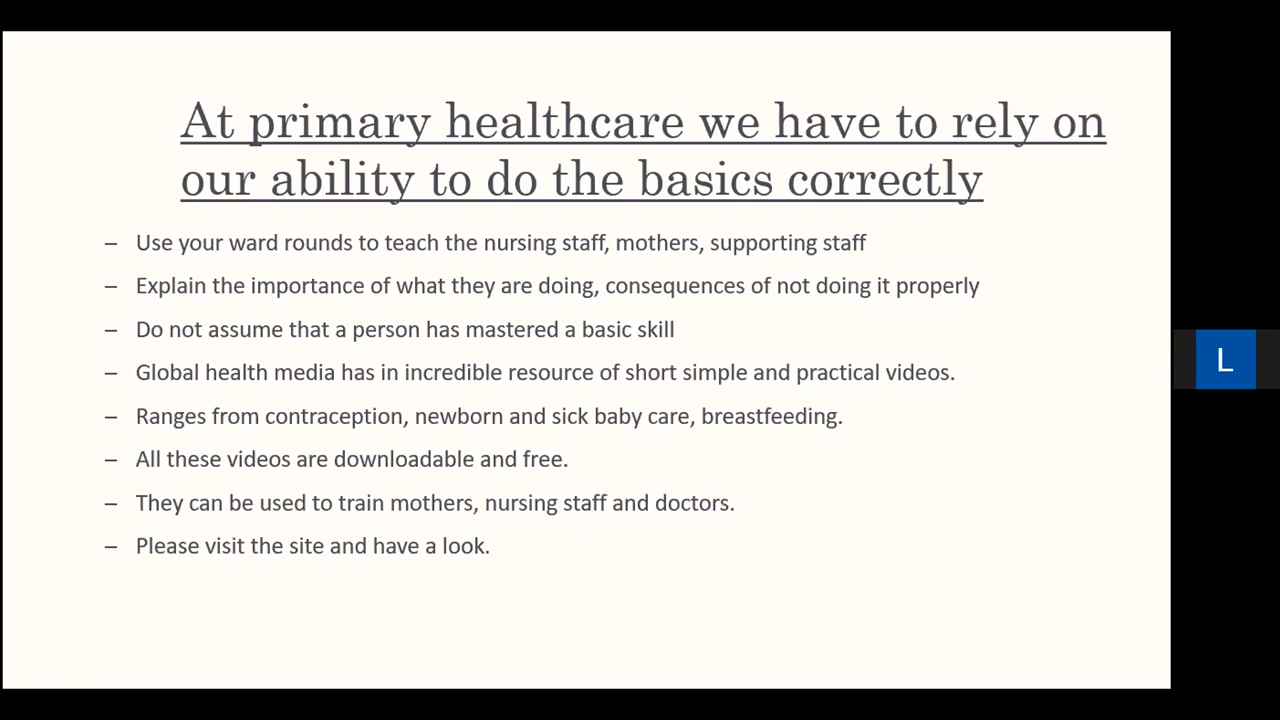 At primary healthcare we have to rely on
our ability to do the basics correctly
– Use your ward rounds to teach the nursing staff, mothers, supporting staff
– Explain the importance of what they are doing, consequences of not doing it properly
– Do not assume that a person has mastered a basic skill
– Global health media has in incredible resource of short simple and practical videos.
– Ranges from contraception, newborn and sick baby care, breastfeeding.
– All these videos are downloadable and free.
– They can be used to train mothers, nursing staff and doctors.
– Please visit the site and have a look.
L